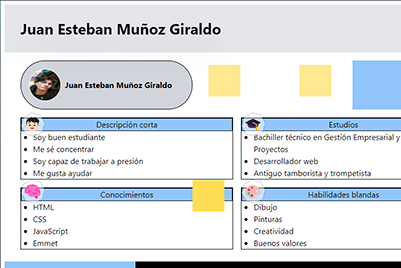 Juan Esteban Muñoz Giraldo
Juan Esteban Muñoz Giraldo
Descripción corta
Soy buen estudiante
Me sé concentrar
Soy capaz de trabajar a presión
Me gusta ayudar
Estudios
Bachiller técnico en Gestión Empresarial y
Proyectos
Desarrollador web
Antiguo tamborista y trompetista
Conocimientos
HTML
CSS
JavaScript
Emmet
Habilidades blandas
Dibujo
Pinturas
Creatividad
Buenos valores